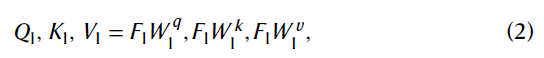 Q_l, K_l, V_l = F_l W_l^q, F_l W_l^k, F_l W_l^v, (2)